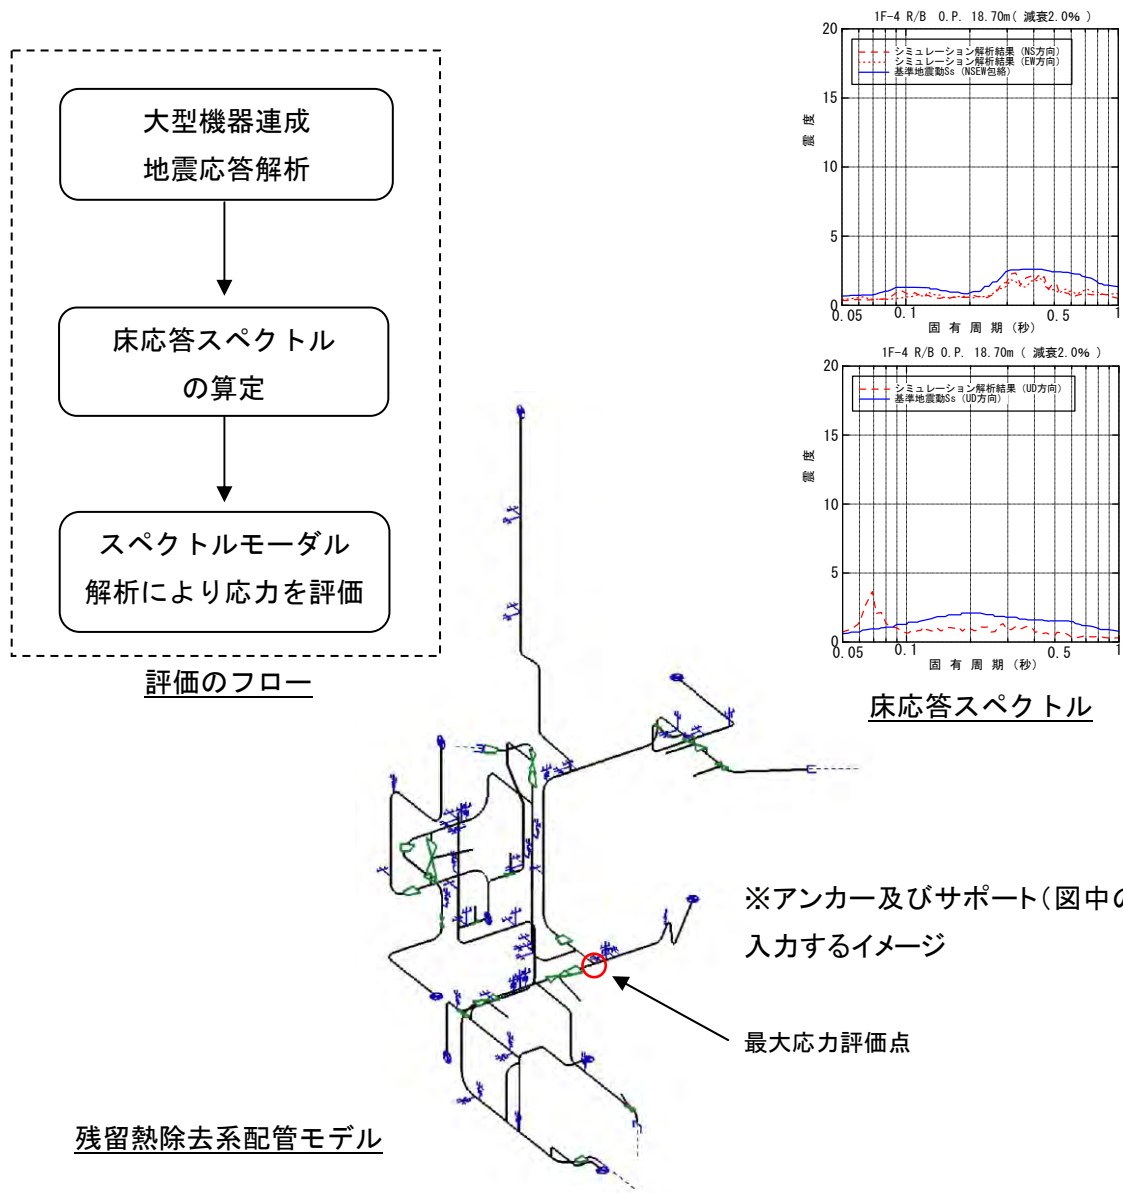 大型機器連成
地震応答解析
床応答スペクトル
の算定
スペクトルモーダル
解析により応力を評価
評価のフロー
1F-4 R/B O.P. 18.70m( 減衰2.0% )
シミュレーション解析結果（NS方向）
シミュレーション解析結果（EW方向）
基準地震動Ss（NSEW包絡）
震度
20
15
10
5
0
0.05
0.1
0.5
1
固有周期（秒）
1F-4 R/B O.P. 18.70m ( 減衰2.0% )
シミュレーション解析結果（UD方向）
基準地震動Ss（UD方向）
震度
20
15
10
5
0
0.05
0.1
0.5
1
固有周期（秒）
床応答スペクトル
※アンカー及びサポート（図中の
入力するイメージ
最大応力評価点
残留熱除去系配管モデル